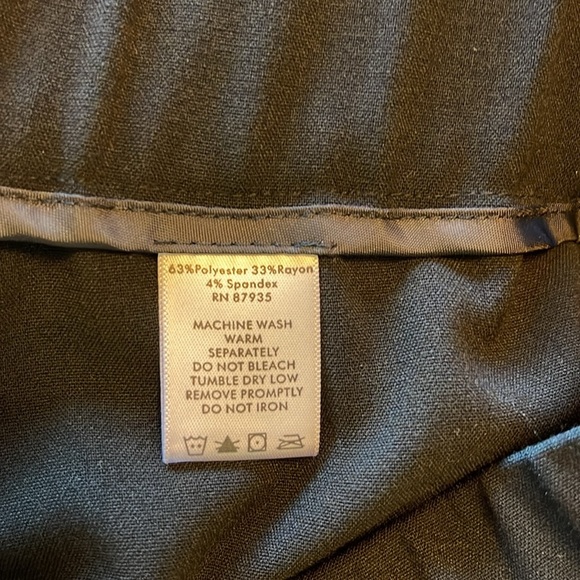 63%Polyester 33%Rayon
4% Spandex
RN 87935
MACHINE WASH
WARM
SEPARATELY
DO NOT BLEACH
TUMBLE DRY LOW
REMOVE PROMPTLY
DO NOT IRON